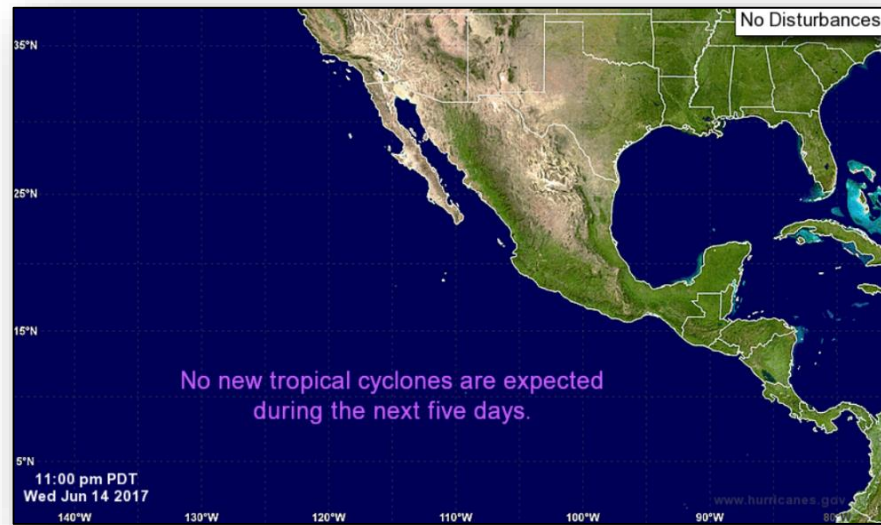 No Disturbances
35°N
25°N
15°N
No new tropical cyclones are expected
during the next five days.
5°N
11:00 pm PDT
Wed Jun 14 2017
www.hurricanes.gov
140°W
130°W
120°W
110°W
100°W
90°W
80°W